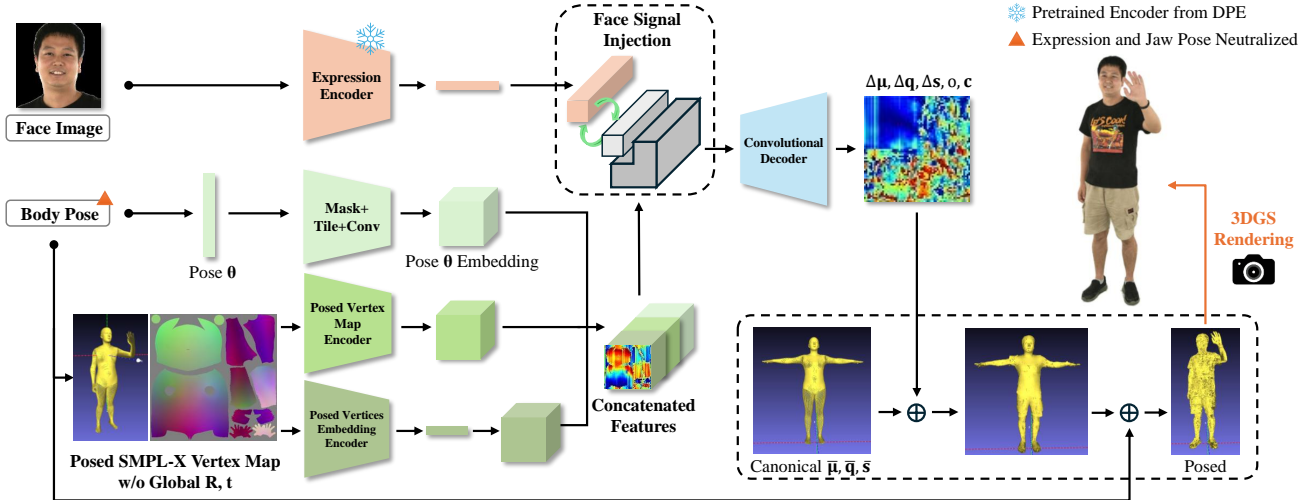 Face Image
Expression
Encoder
Face Signal
Injection
Pretrained Encoder from DPE
Expression and Jaw Pose Neutralized
Δμ, Δq, Δs, o, c
Convolutional
Decoder
LET'S COOK!
Body Pose
Pose θ
Mask+
Tile+Conv
Pose θ Embedding
3DGS
Rendering
Posed Vertex
Map
Encoder
Posed Vertices
Embedding
Encoder
Concatenated
Features
Posed SMPL-X Vertex Map
w/o Global R, t
Canonical μ̅, q̅, s̅
Posed